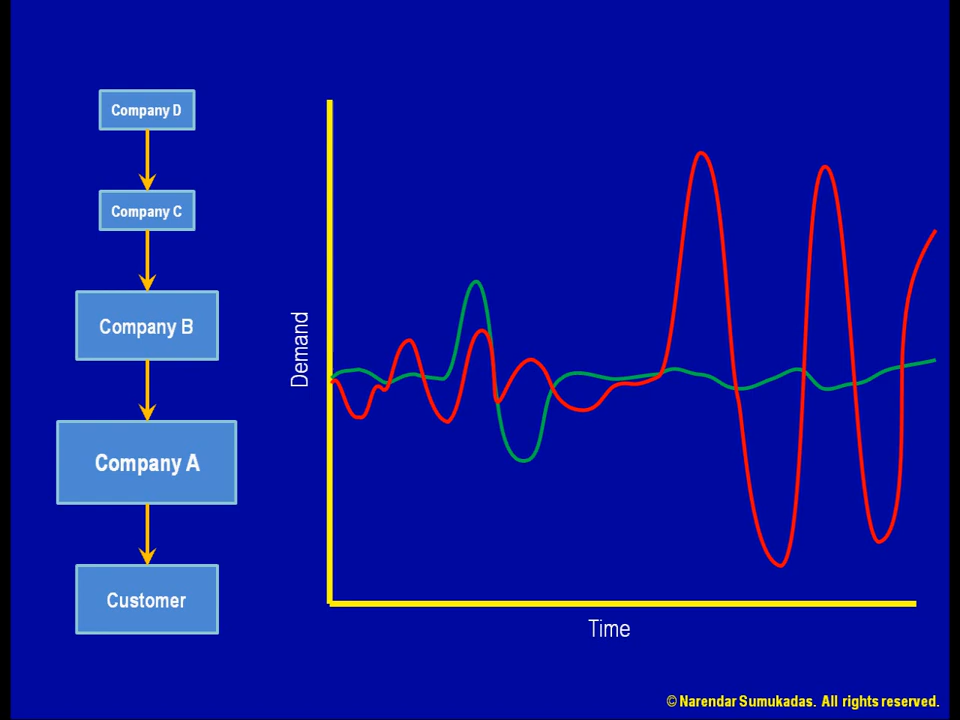 Company D
Company C
Company B
Company A
Customer
Demand
Time
© Narendar Sumukadas. All rights reserved.